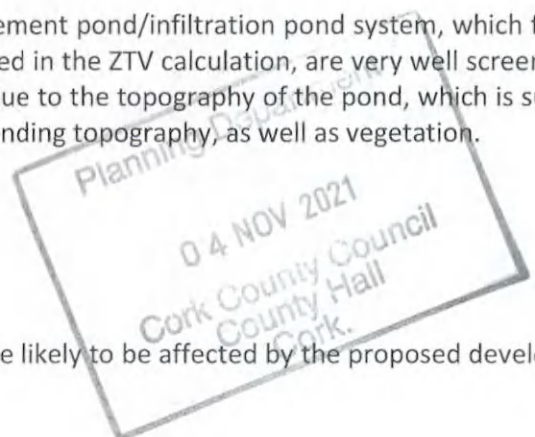 ement pond/infiltration pond system, which f
ed in the ZTV calculation, are very well scree
ue to the topography of the pond, which is s
nding topography, as well as vegetation.
Planning Department
04 NOV 2021
Cork County Council
County Hall
Cork.
e likely to be affected by the proposed devel